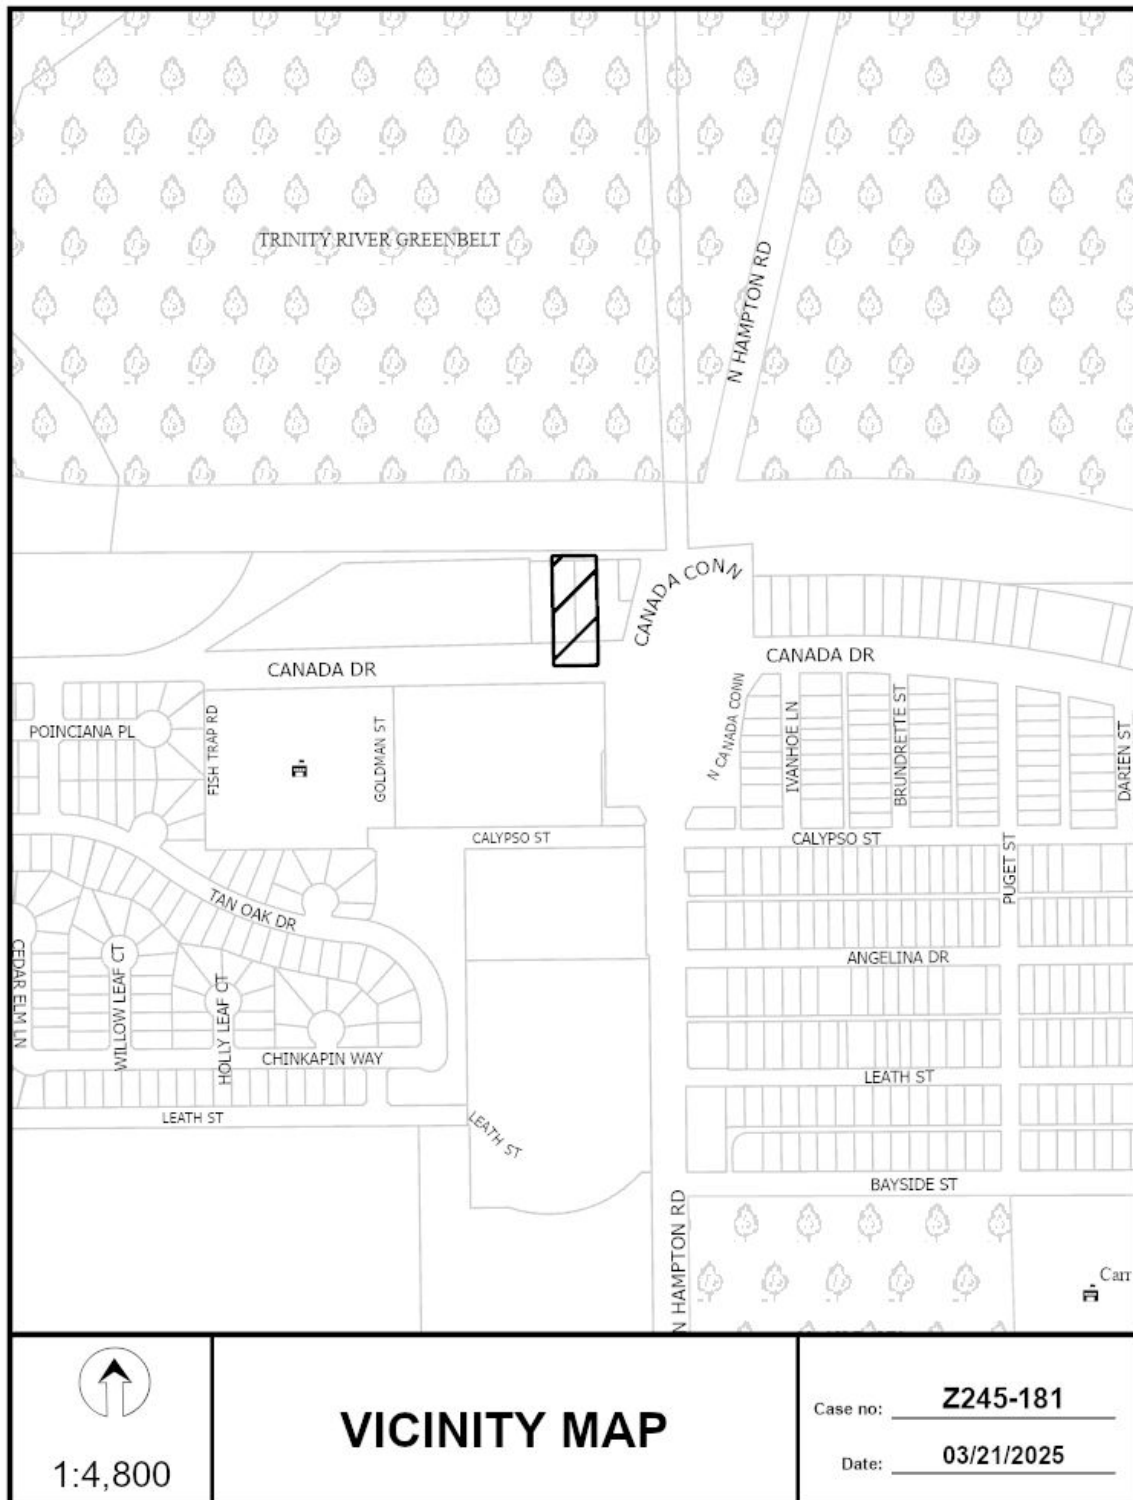 TRINITY RIVER GREENBELT
N HAMPTON RD
CANADA CONN
CANADA DR
CANADA DR
POINCIANA PL
FISH TRAP RD
GOLDMAN ST
N CANADA CONN
IVANHOE LN
BRUNDRETTE ST
DARIEN ST
CALYPSO ST
CALYPSO ST
PUGET ST
TAN OAK DR
CEDAR ELM LN
WILLOW LEAF CT
HOLLY LEAF CT
ANGELINA DR
CHINKAPIN WAY
LEATH ST
LEATH ST
LEATH ST
BAYSIDE ST
N HAMPTON RD
Carr
1:4,800
VICINITY MAP
Case no: Z245-181
Date: 03/21/2025